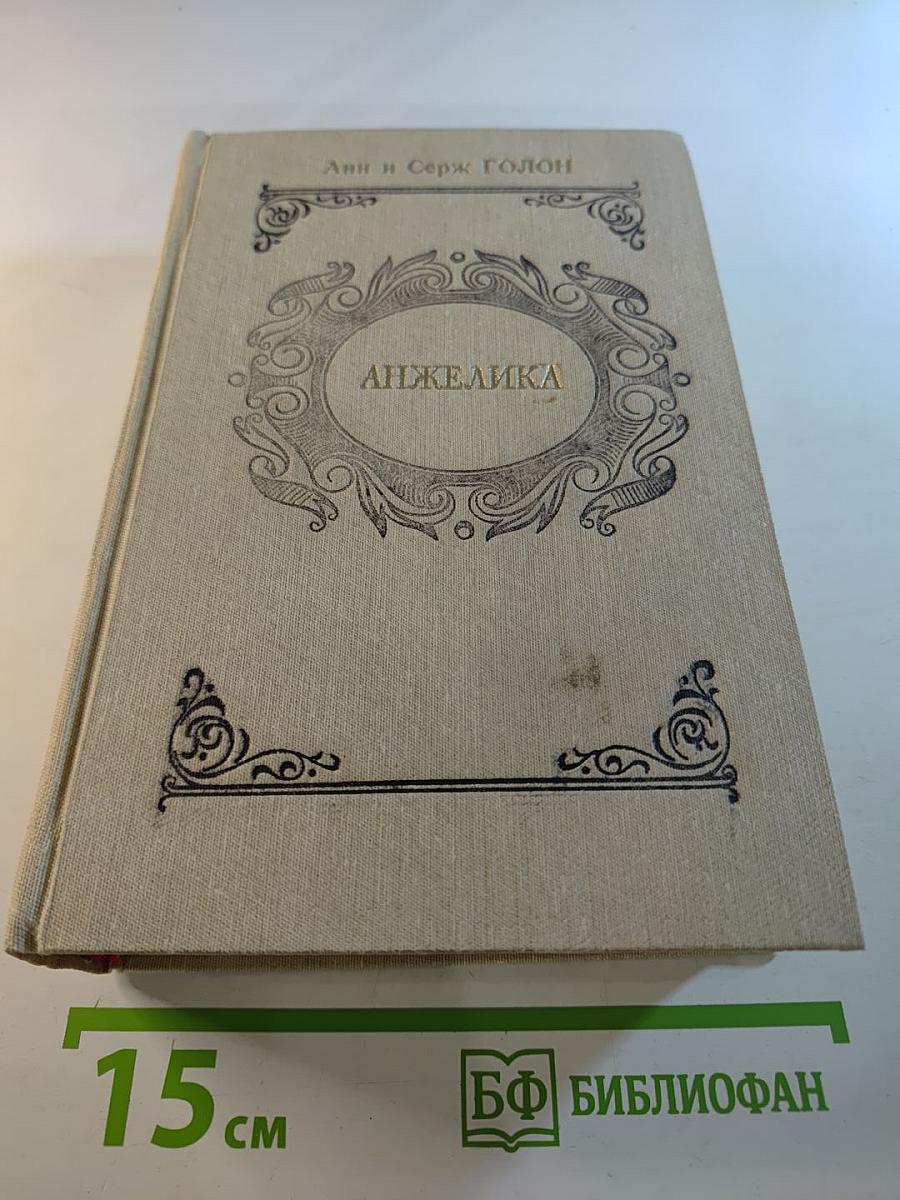 Анн и Серж ГОЛОН
АНЖЕЛИКА
15 см
БФ БИБЛИОФАН